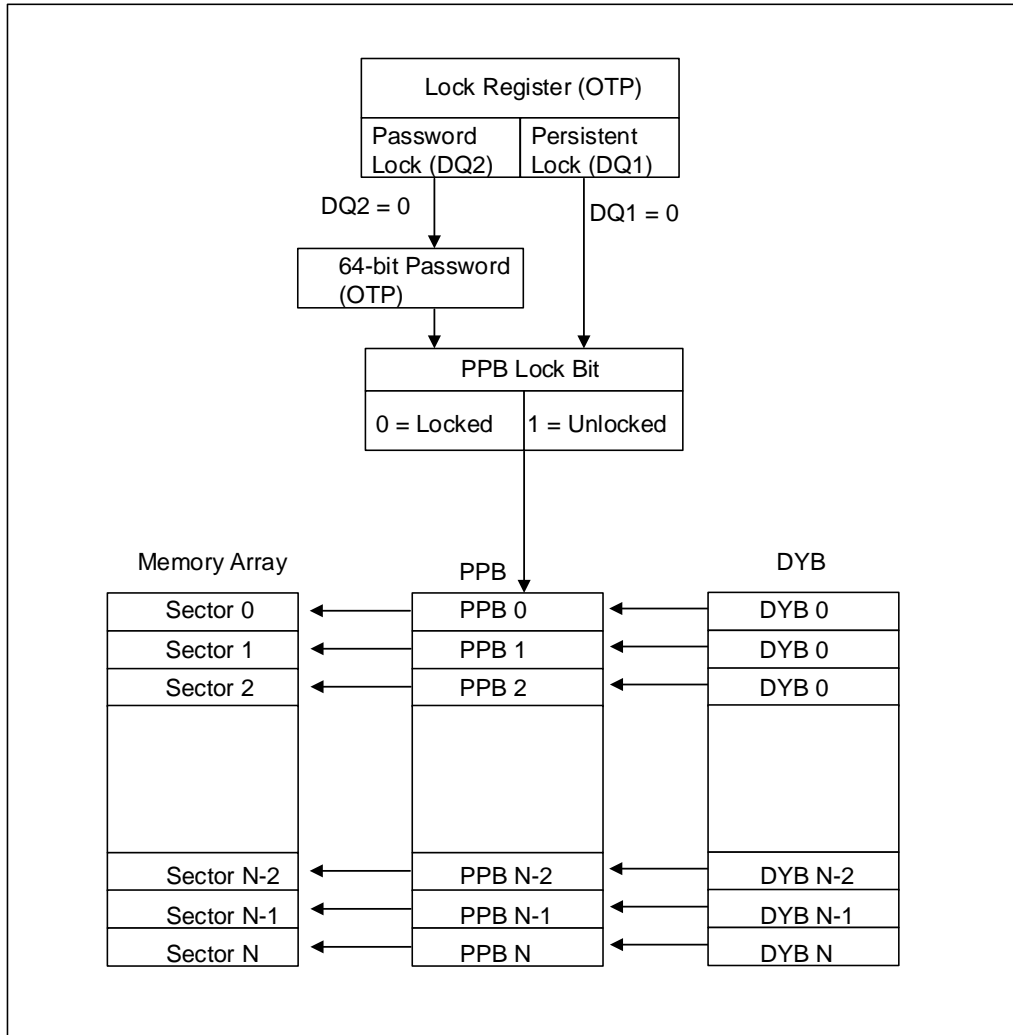 Lock Register (OTP)
Password
Lock (DQ2)
Persistent
Lock (DQ1)
DQ2 = 0
DQ1 = 0
64-bit Password
(OTP)
PPB Lock Bit
0 = Locked
1 = Unlocked
Memory Array
PPB
DYB
Sector 0
PPB 0
DYB 0
Sector 1
PPB 1
DYB 0
Sector 2
PPB 2
DYB 0
Sector N-2
PPB N-2
DYB N-2
Sector N-1
PPB N-1
DYB N-1
Sector N
PPB N
DYB N